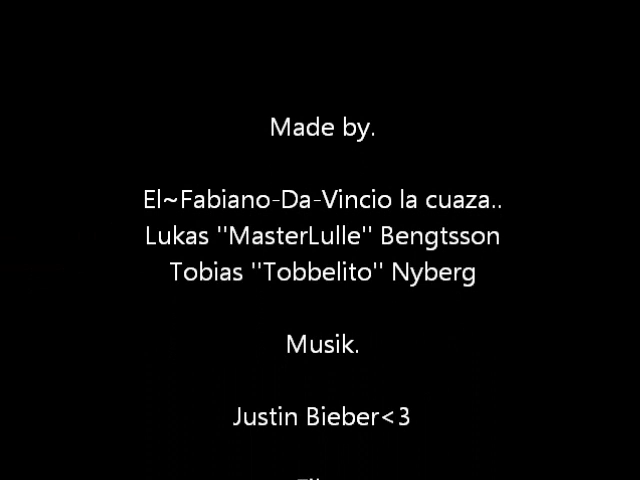 Made by.
El~Fabiano-Da-Vincio la cuaza..
Lukas "MasterLulle" Bengtsson
Tobias "Tobbelito" Nyberg
Musik.
Justin Bieber<3